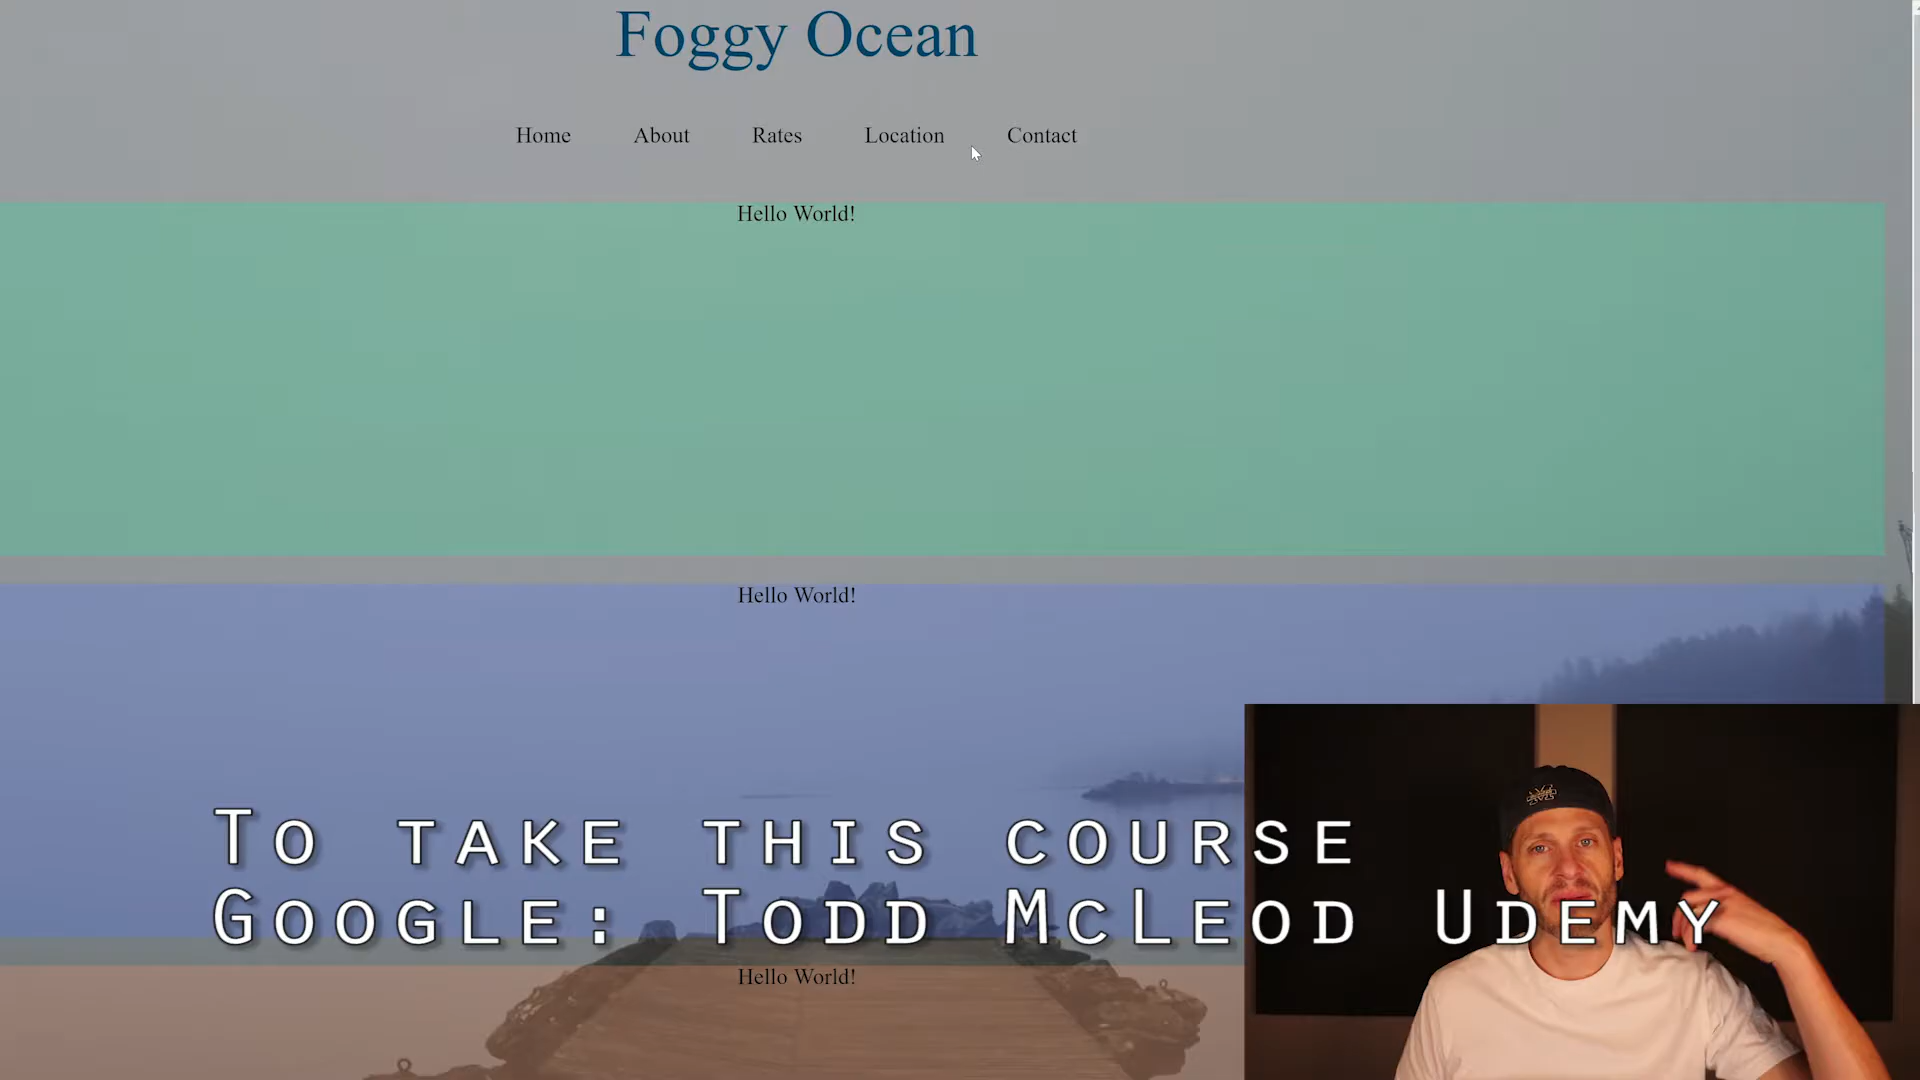 Foggy Ocean
Home About Rates Location Contact
Hello World!
Hello World!
To take this course
Google: Todd McLeod Udemy
Hello World!